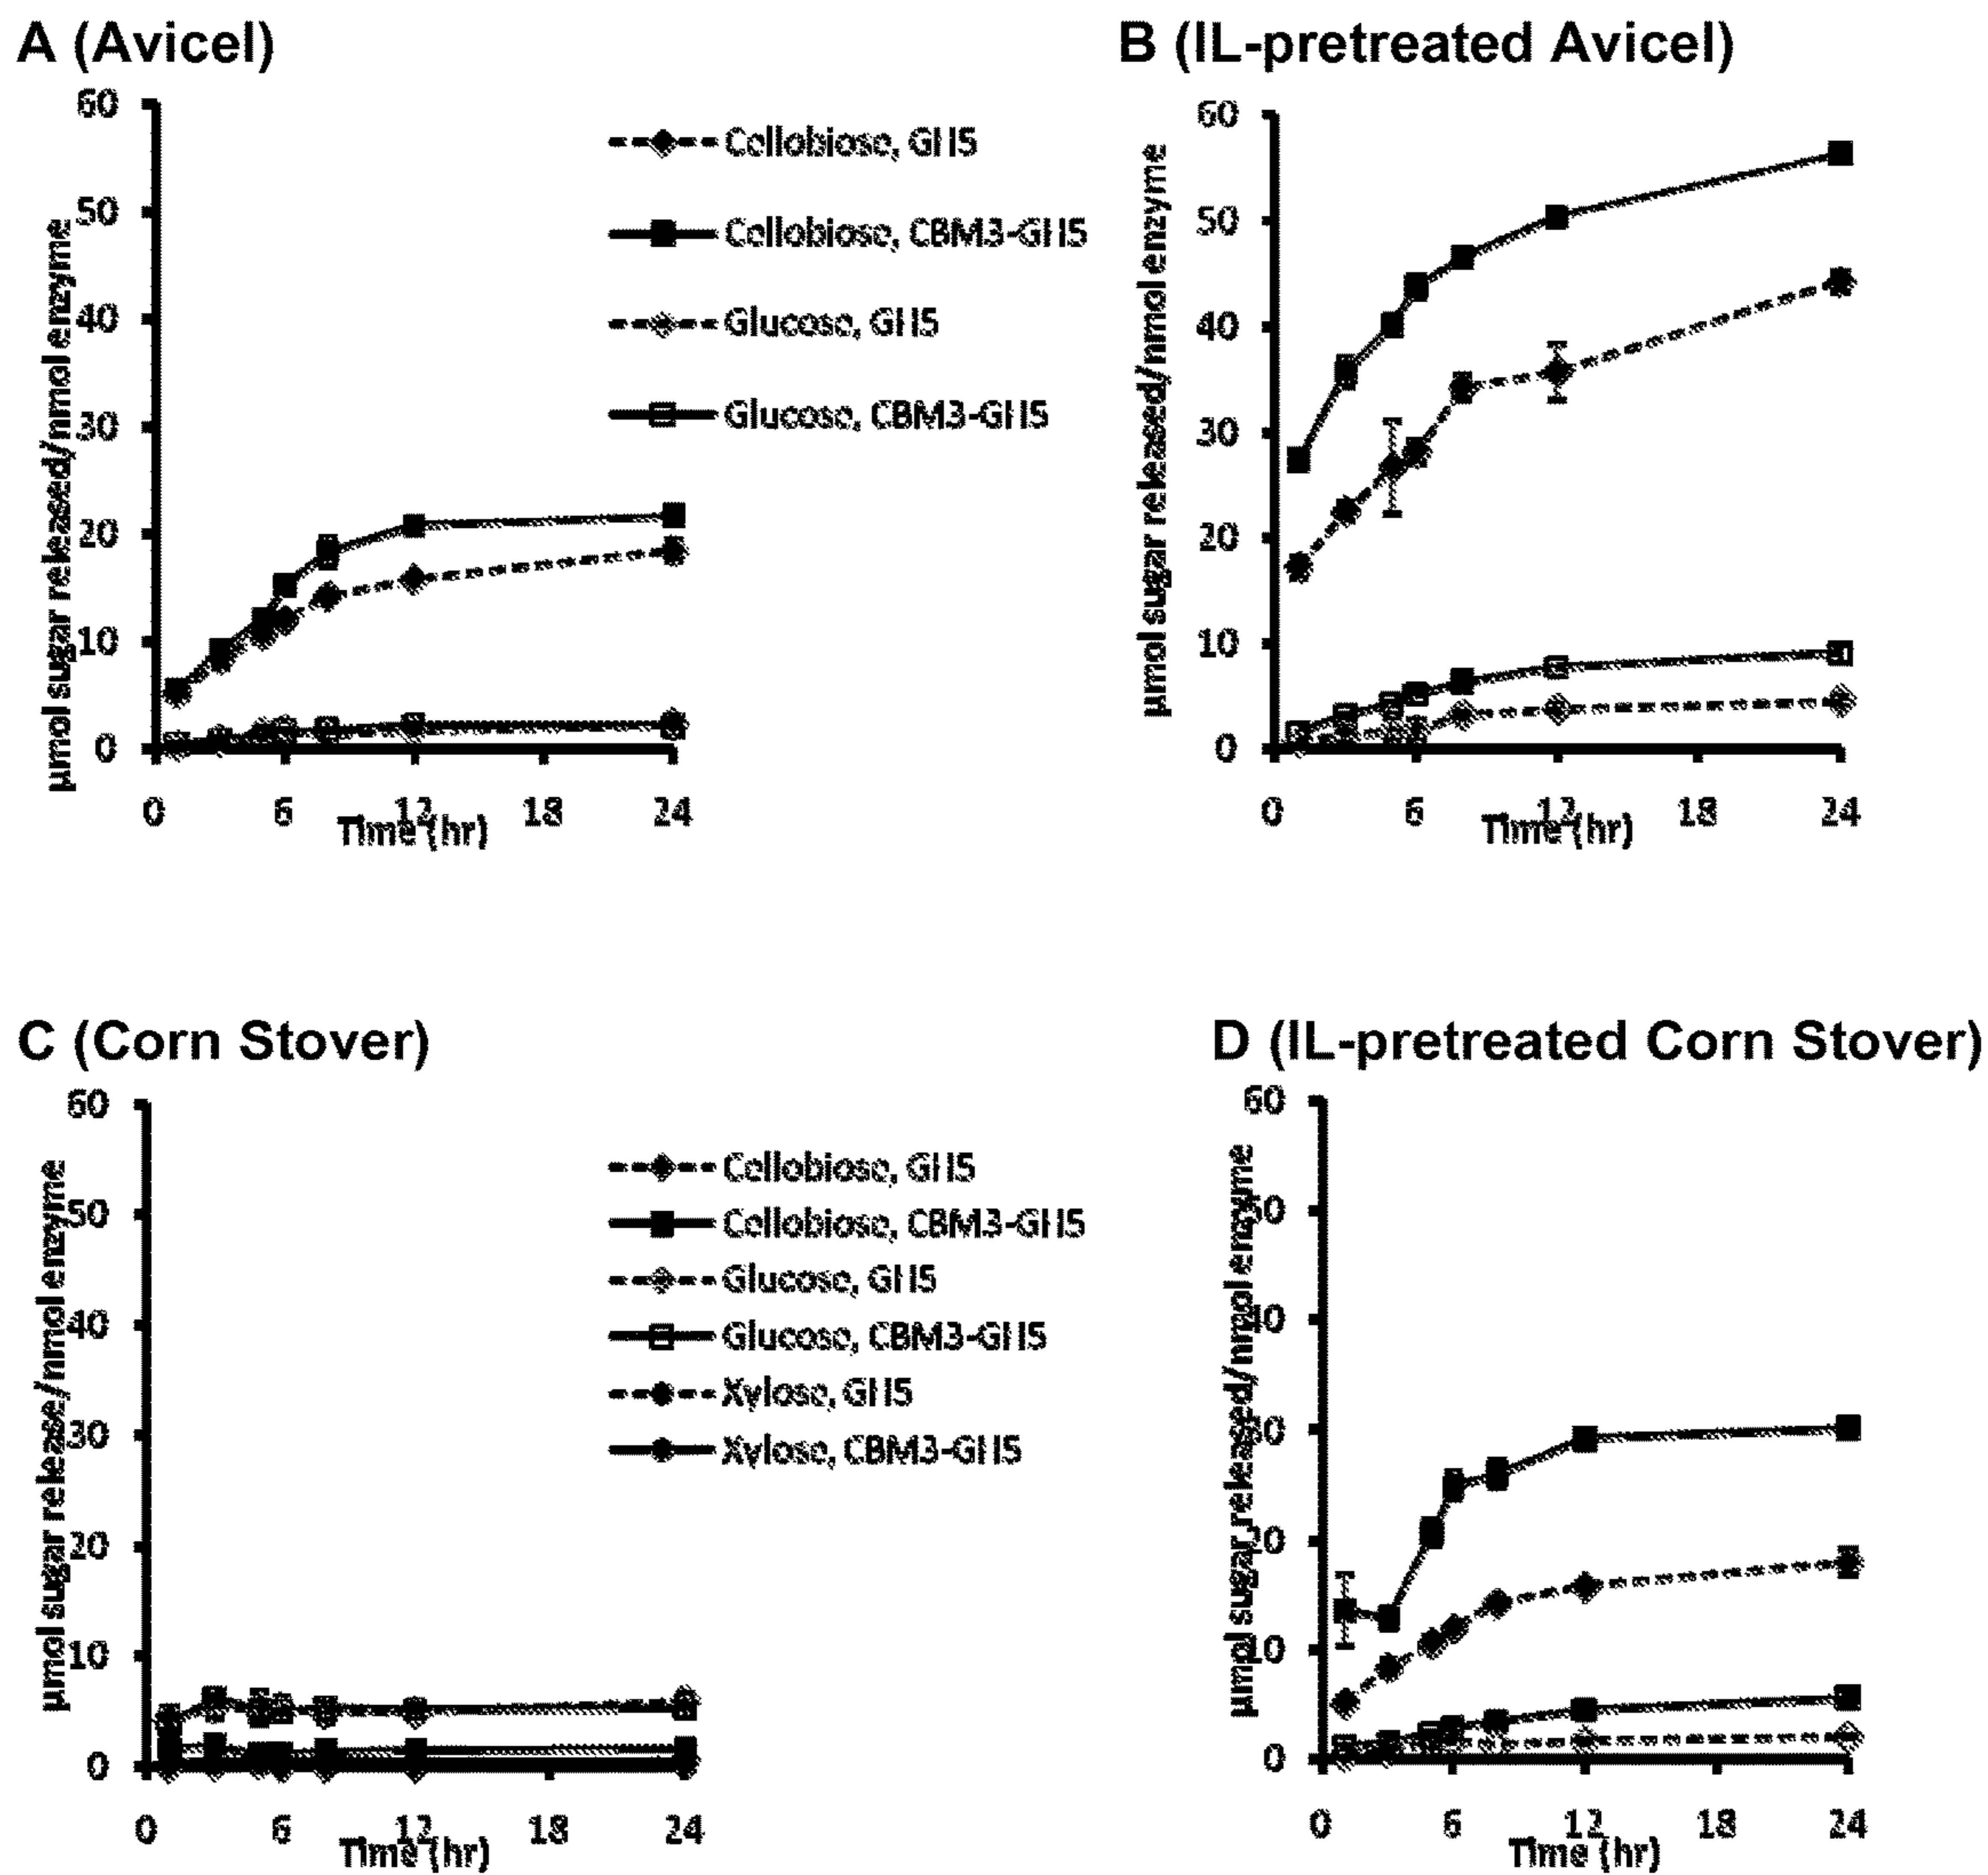 A (Avicel)
60
50
40
30
20
10
0
µmol sugar released/nmol enzyme
0 6 12 18 24
Time (hr)
Cellobiose, GH5
Cellobiose, CBM3-GH5
Glucose, GH5
Glucose, CBM3-GH5
B (IL-pretreated Avicel)
60
50
40
30
20
10
0
µmol sugar released/nmol enzyme
0 6 12 18 24
Time (hr)
C (Corn Stover)
60
50
40
30
20
10
0
µmol sugar release/nmol enzyme
0 6 12 18 24
Time (hr)
Cellobiose, GH5
Cellobiose, CBM3-GH5
Glucose, GH5
Glucose, CBM3-GH5
Xylose, GH5
Xylose, CBM3-GH5
D (IL-pretreated Corn Stover)
60
50
40
30
20
10
0
µmol sugar released/nmol enzyme
0 6 12 18 24
Time (hr)